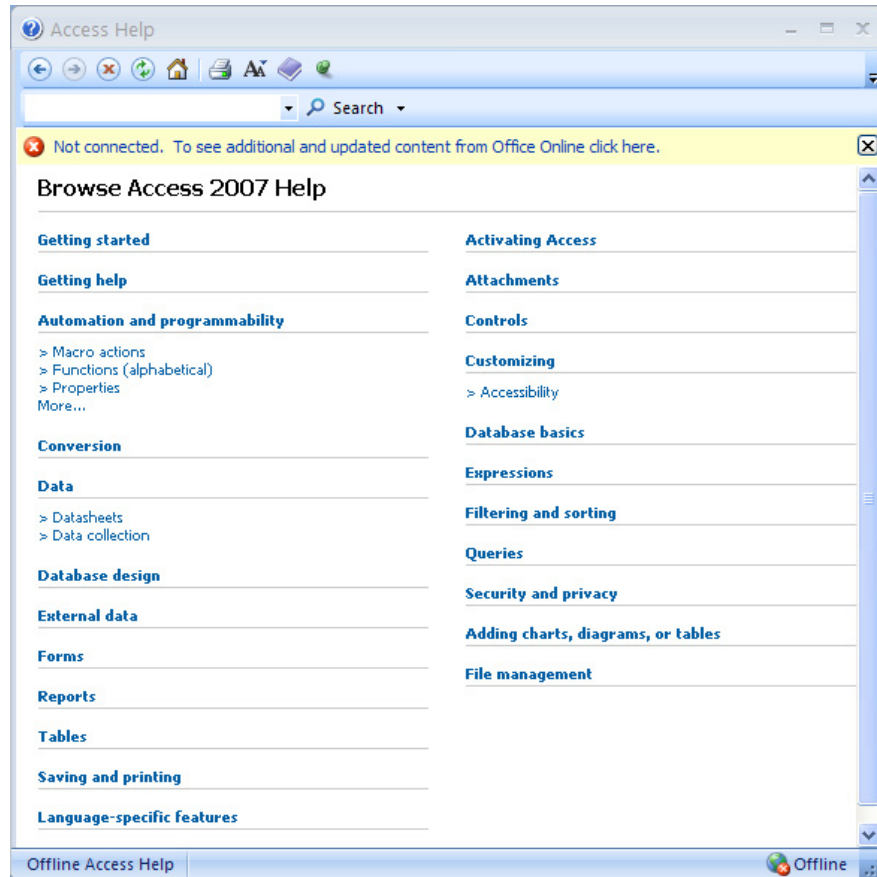 Access Help
Search
Not connected. To see additional and updated content from Office Online click here.
Browse Access 2007 Help
Getting started
Getting help
Automation and programmability
> Macro actions
> Functions (alphabetical)
> Properties
More...
Conversion
Data
> Datasheets
> Data collection
Database design
External data
Forms
Reports
Tables
Saving and printing
Language-specific features
Activating Access
Attachments
Controls
Customizing
> Accessibility
Database basics
Expressions
Filtering and sorting
Queries
Security and privacy
Adding charts, diagrams, or tables
File management
Offline Access Help
Offline